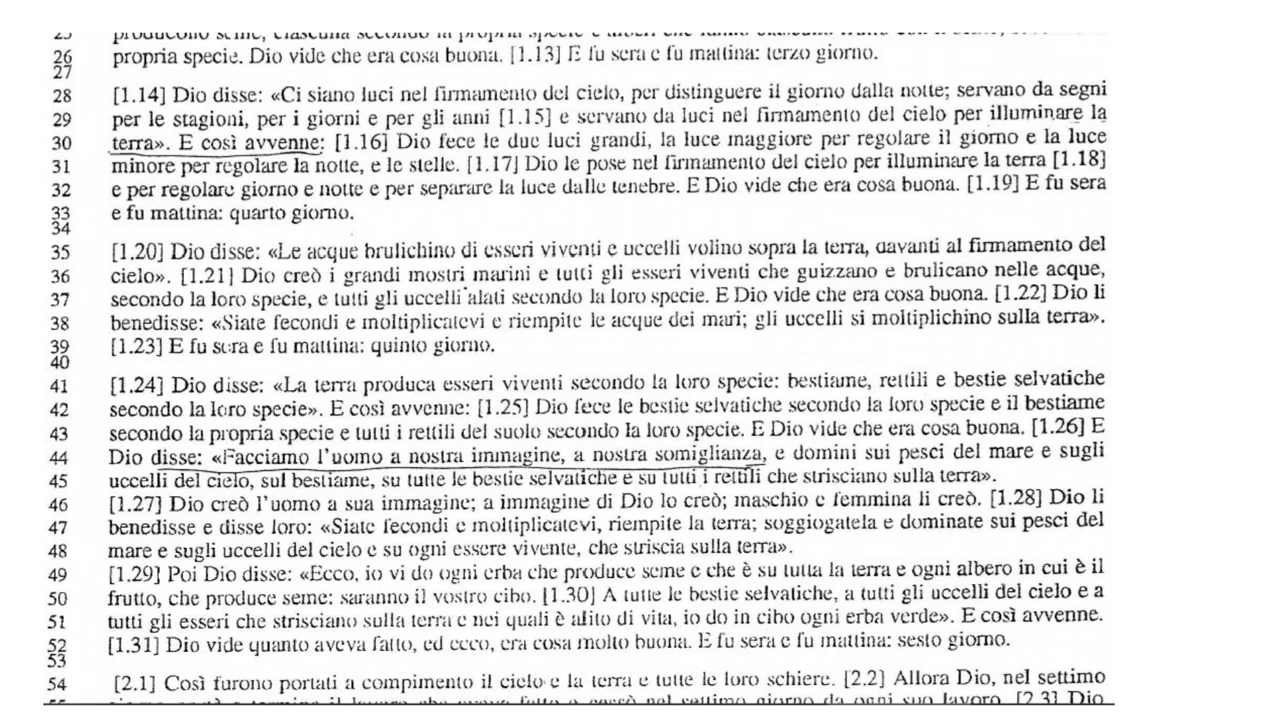 26 propria specie. Dio vide che era cosa buona. [1.13] E fu sera e fu mattina: terzo giorno.
27
28 [1.14] Dio disse: «Ci siano luci nel firmamento del cielo, per distinguere il giorno dalla notte; servano da segni
29 per le stagioni, per i giorni e per gli anni [1.15] e servano da luci nel firmamento del cielo per illuminare la
30 terra». E così avvenne: [1.16] Dio fece le due luci grandi, la luce maggiore per regolare il giorno e la luce
31 minore per regolare la notte, e le stelle. [1.17] Dio le pose nel firmamento del cielo per illuminare la terra [1.18]
32 e per regolare giorno e notte e per separare la luce dalle tenebre. E Dio vide che era cosa buona. [1.19] E fu sera
33 e fu mattina: quarto giorno.
34
35 [1.20] Dio disse: «Le acque brulichino di esseri viventi e uccelli volino sopra la terra, davanti al firmamento del
36 cielo». [1.21] Dio creò i grandi mostri marini e tutti gli esseri viventi che guizzano e brulicano nelle acque,
37 secondo la loro specie, e tutti gli uccelli alati secondo la loro specie. E Dio vide che era cosa buona. [1.22] Dio li
38 benedisse: «Siate fecondi e moltiplicatevi e riempite le acque dei mari; gli uccelli si moltiplichino sulla terra».
39 [1.23] E fu sera e fu mattina: quinto giorno.
40
41 [1.24] Dio disse: «La terra produca esseri viventi secondo la loro specie: bestiame, rettili e bestie selvatiche
42 secondo la loro specie». E così avvenne: [1.25] Dio fece le bestie selvatiche secondo la loro specie e il bestiame
43 secondo la propria specie e tutti i rettili del suolo secondo la loro specie. E Dio vide che era cosa buona. [1.26] E
44 Dio disse: «Facciamo l'uomo a nostra immagine, a nostra somiglianza, e domini sui pesci del mare e sugli
45 uccelli del cielo, sul bestiame, su tutte le bestie selvatiche e su tutti i rettili che strisciano sulla terra».
46 [1.27] Dio creò l'uomo a sua immagine; a immagine di Dio lo creò; maschio e femmina li creò. [1.28] Dio li
47 benedisse e disse loro: «Siate fecondi e moltiplicatevi, riempite la terra; soggiogatela e dominate sui pesci del
48 mare e sugli uccelli del cielo e su ogni essere vivente, che striscia sulla terra».
49 [1.29] Poi Dio disse: «Ecco, io vi do ogni erba che produce seme e che è su tutta la terra e ogni albero in cui è il
50 frutto, che produce seme: saranno il vostro cibo. [1.30] A tutte le bestie selvatiche, a tutti gli uccelli del cielo e a
51 tutti gli esseri che strisciano sulla terra e nei quali è alito di vita, io do in cibo ogni erba verde». E così avvenne.
52 [1.31] Dio vide quanto aveva fatto, ed ecco, era cosa molto buona. E fu sera e fu mattina: sesto giorno.
53
54 [2.1] Così furono portati a compimento il cielo e la terra e tutte le loro schiere. [2.2] Allora Dio, nel settimo